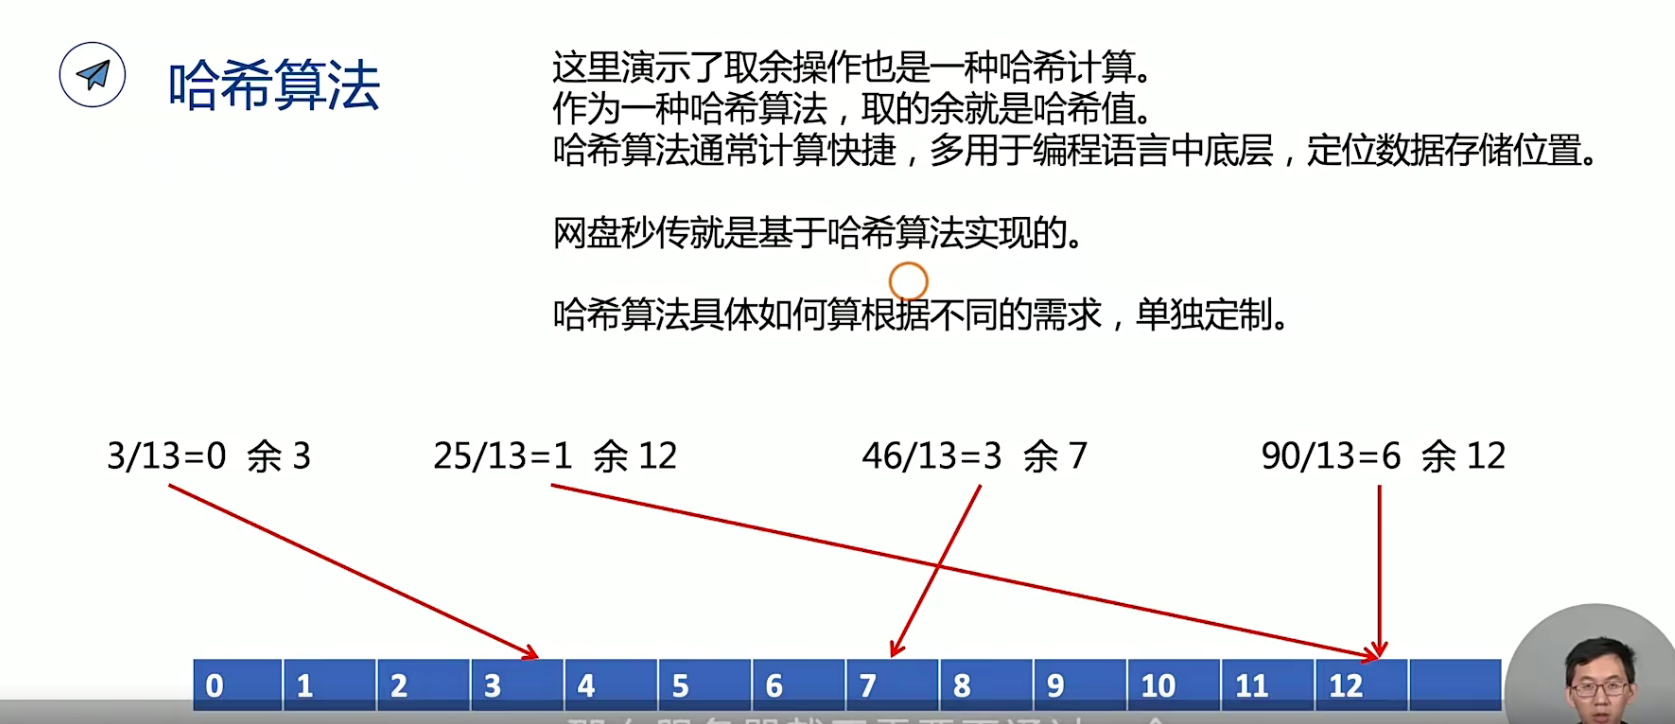 哈希算法
这里演示了取余操作也是一种哈希计算。
作为一种哈希算法，取的余就是哈希值。
哈希算法通常计算快捷，多用于编程语言中底层，定位数据存储位置。
网盘秒传就是基于哈希算法实现的。
哈希算法具体如何算根据不同的需求，单独定制。
3/13=0 余 3
25/13=1 余 12
46/13=3 余 7
90/13=6 余 12
0 1 2 3 4 5 6 7 8 9 10 11 12